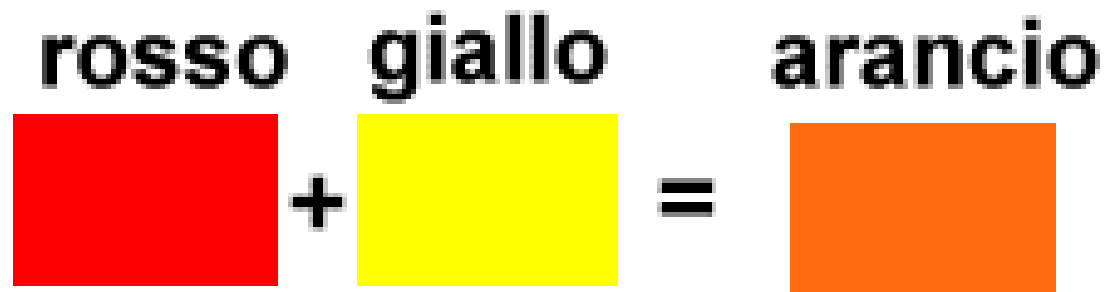 rosso giallo arancio
+ =